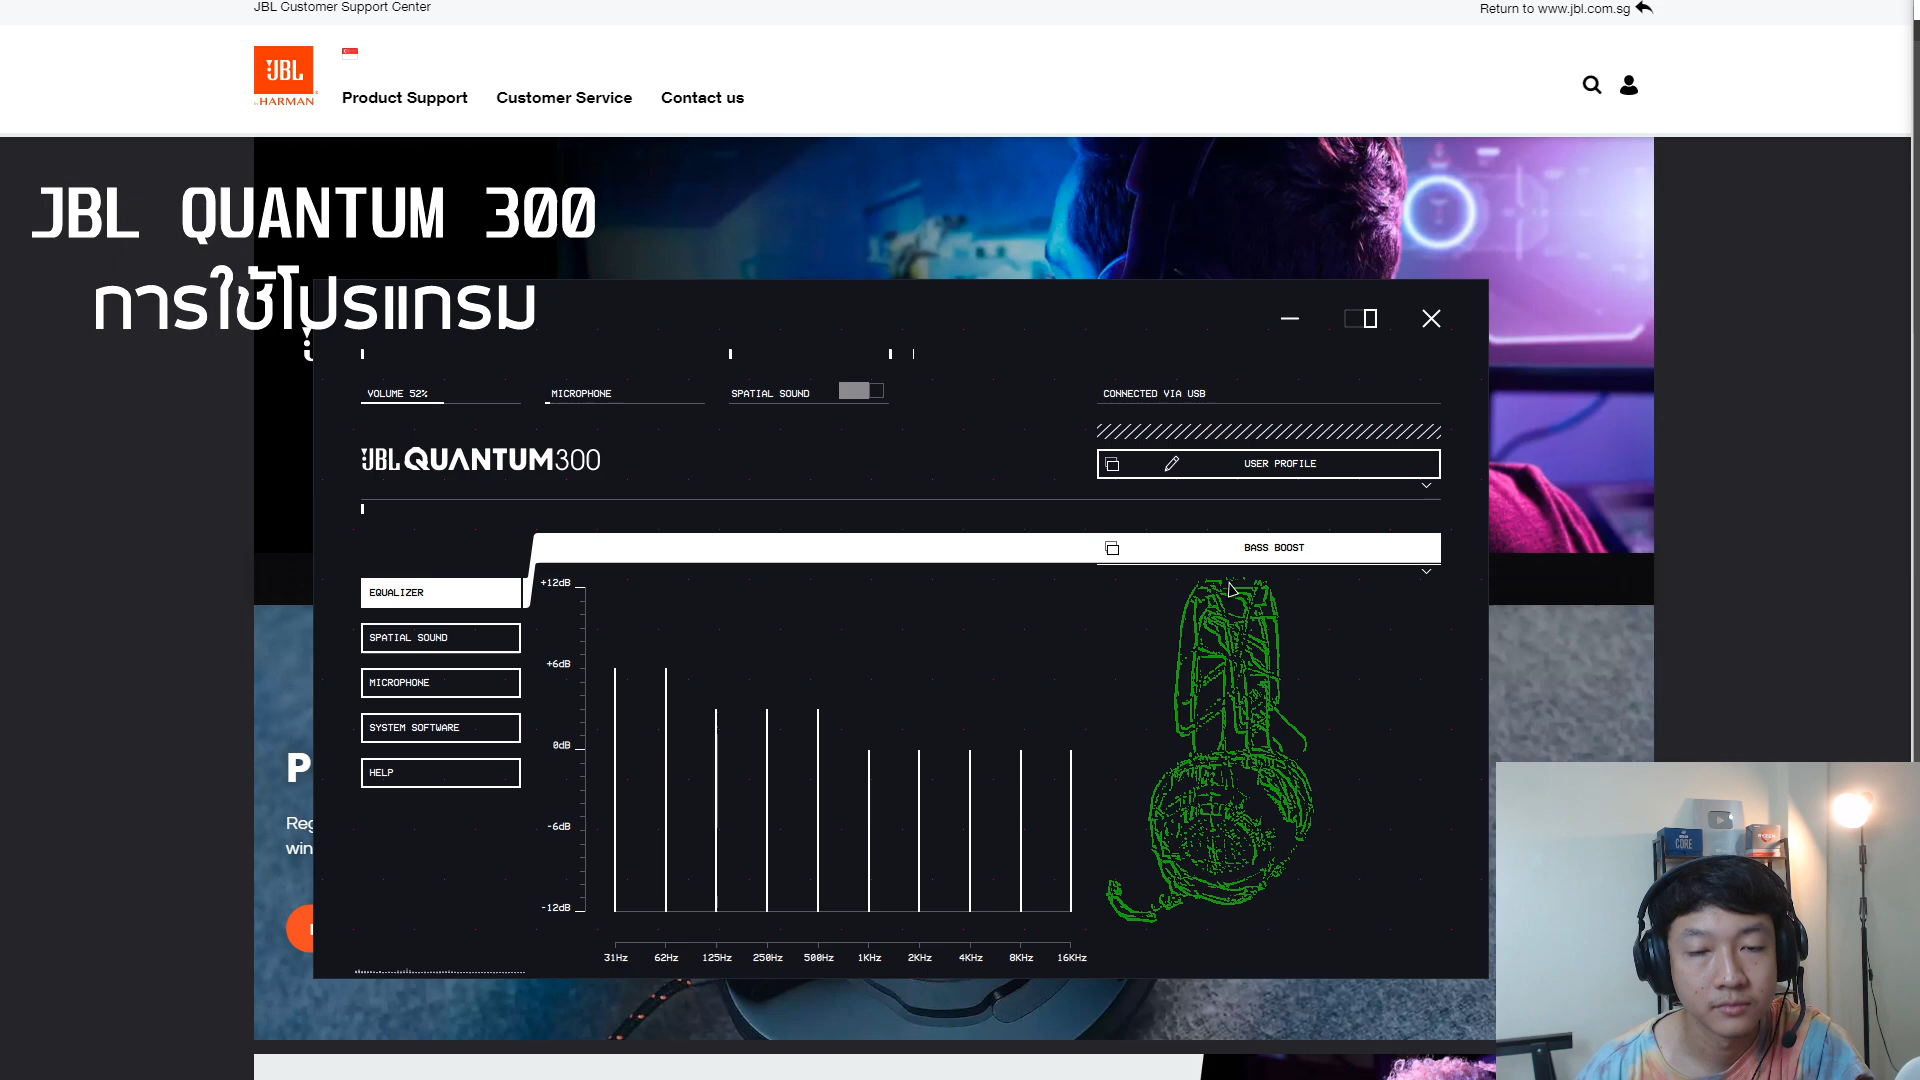 JBL Customer Support Center
Return to www.jbl.com.sg
JBL
HARMAN
Product Support
Customer Service
Contact us
JBL QUANTUM 300
การใช้โปรแกรม
VOLUME 52%
MICROPHONE
SPATIAL SOUND
CONNECTED VIA USB
JBL QUANTUM300
USER PROFILE
BASS BOOST
EQUALIZER
SPATIAL SOUND
MICROPHONE
SYSTEM SOFTWARE
HELP
+12dB
+6dB
0dB
-6dB
-12dB
31Hz 62Hz 125Hz 250Hz 500Hz 1KHz 2KHz 4KHz 8KHz 16KHz
P
Reg
win
CORE
RYZEN